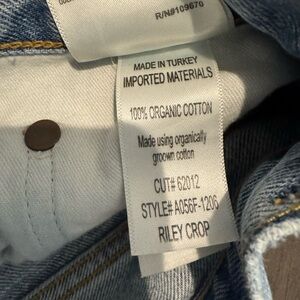 R/N#109670
MADE IN TURKEY
IMPORTED MATERIALS
100% ORGANIC COTTON
Made using organically
grown cotton
CUT# 62012
STYLE# A056F-1206
RILEY CROP